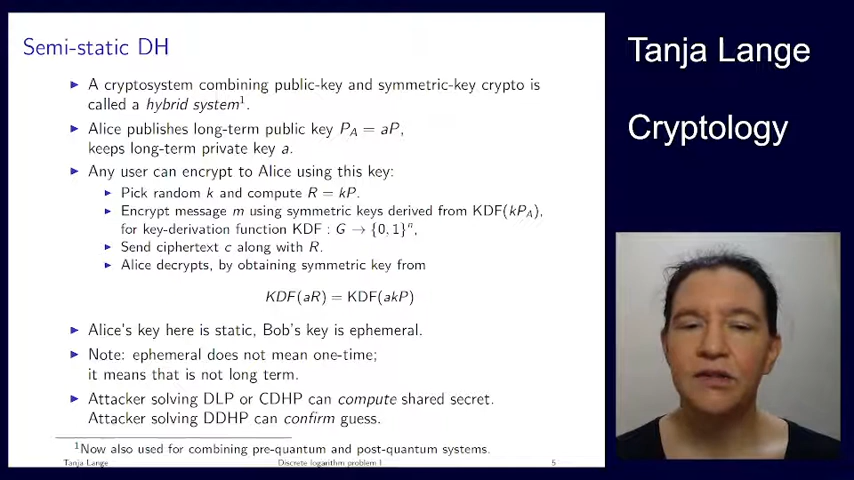 Semi-static DH
▶ A cryptosystem combining public-key and symmetric-key crypto is
called a hybrid system¹.
▶ Alice publishes long-term public key P_A = aP,
keeps long-term private key a.
▶ Any user can encrypt to Alice using this key:
▶ Pick random k and compute R = kP.
▶ Encrypt message m using symmetric keys derived from KDF(kP_A),
for key-derivation function KDF : G → {0, 1}ⁿ,
▶ Send ciphertext c along with R.
▶ Alice decrypts, by obtaining symmetric key from
KDF(aR) = KDF(akP)
▶ Alice's key here is static, Bob's key is ephemeral.
▶ Note: ephemeral does not mean one-time;
it means that is not long term.
▶ Attacker solving DLP or CDHP can compute shared secret.
Attacker solving DDHP can confirm guess.
¹Now also used for combining pre-quantum and post-quantum systems.
Tanja Lange Discrete logarithm problem I 5
Tanja Lange
Cryptology